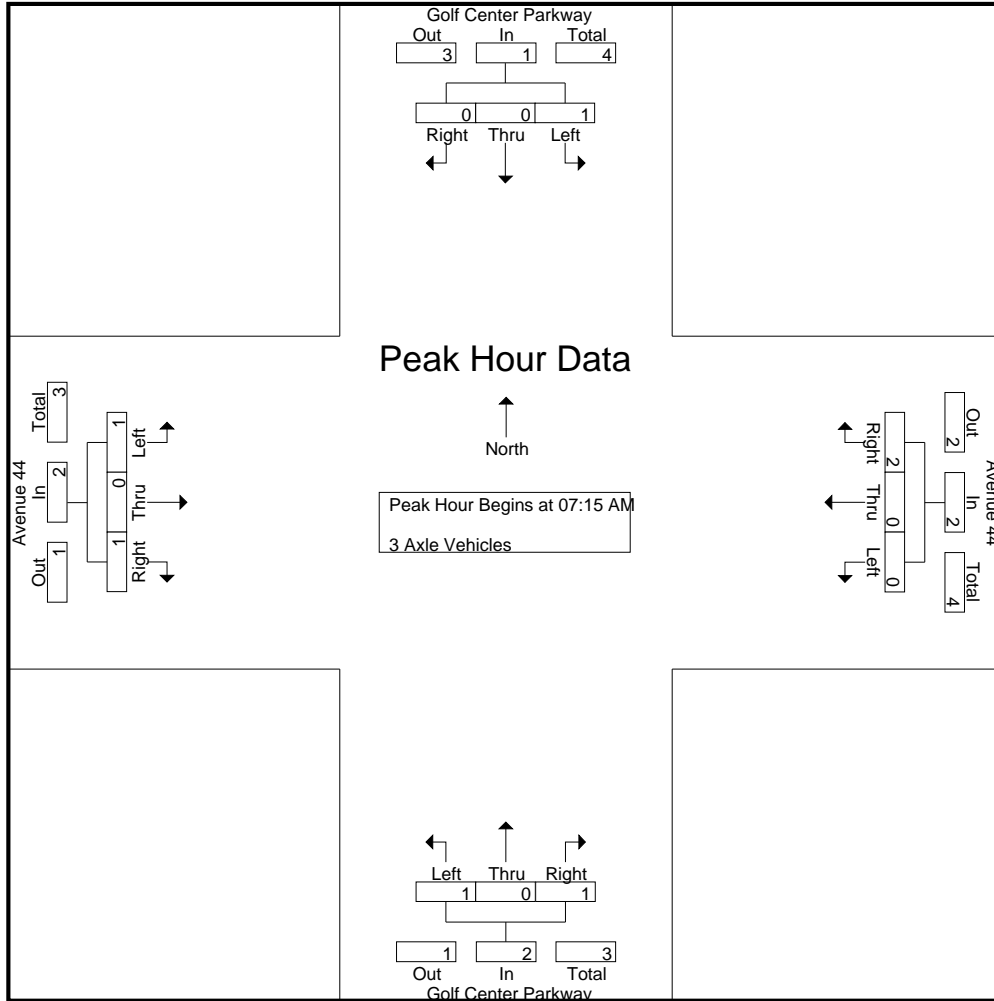 Golf Center Parkway
Out In Total
3 1 4
0 0 1
Right Thru Left
Peak Hour Data
North
Peak Hour Begins at 07:15 AM
3 Axle Vehicles
Avenue 44
Out In Total
1 2 3
Right Thru Left
1 0 1
Avenue 44
Out In Total
2 2 4
Right Thru Left
2 0 0
Left Thru Right
1 0 1
1 2 3
Out In Total
Golf Center Parkway